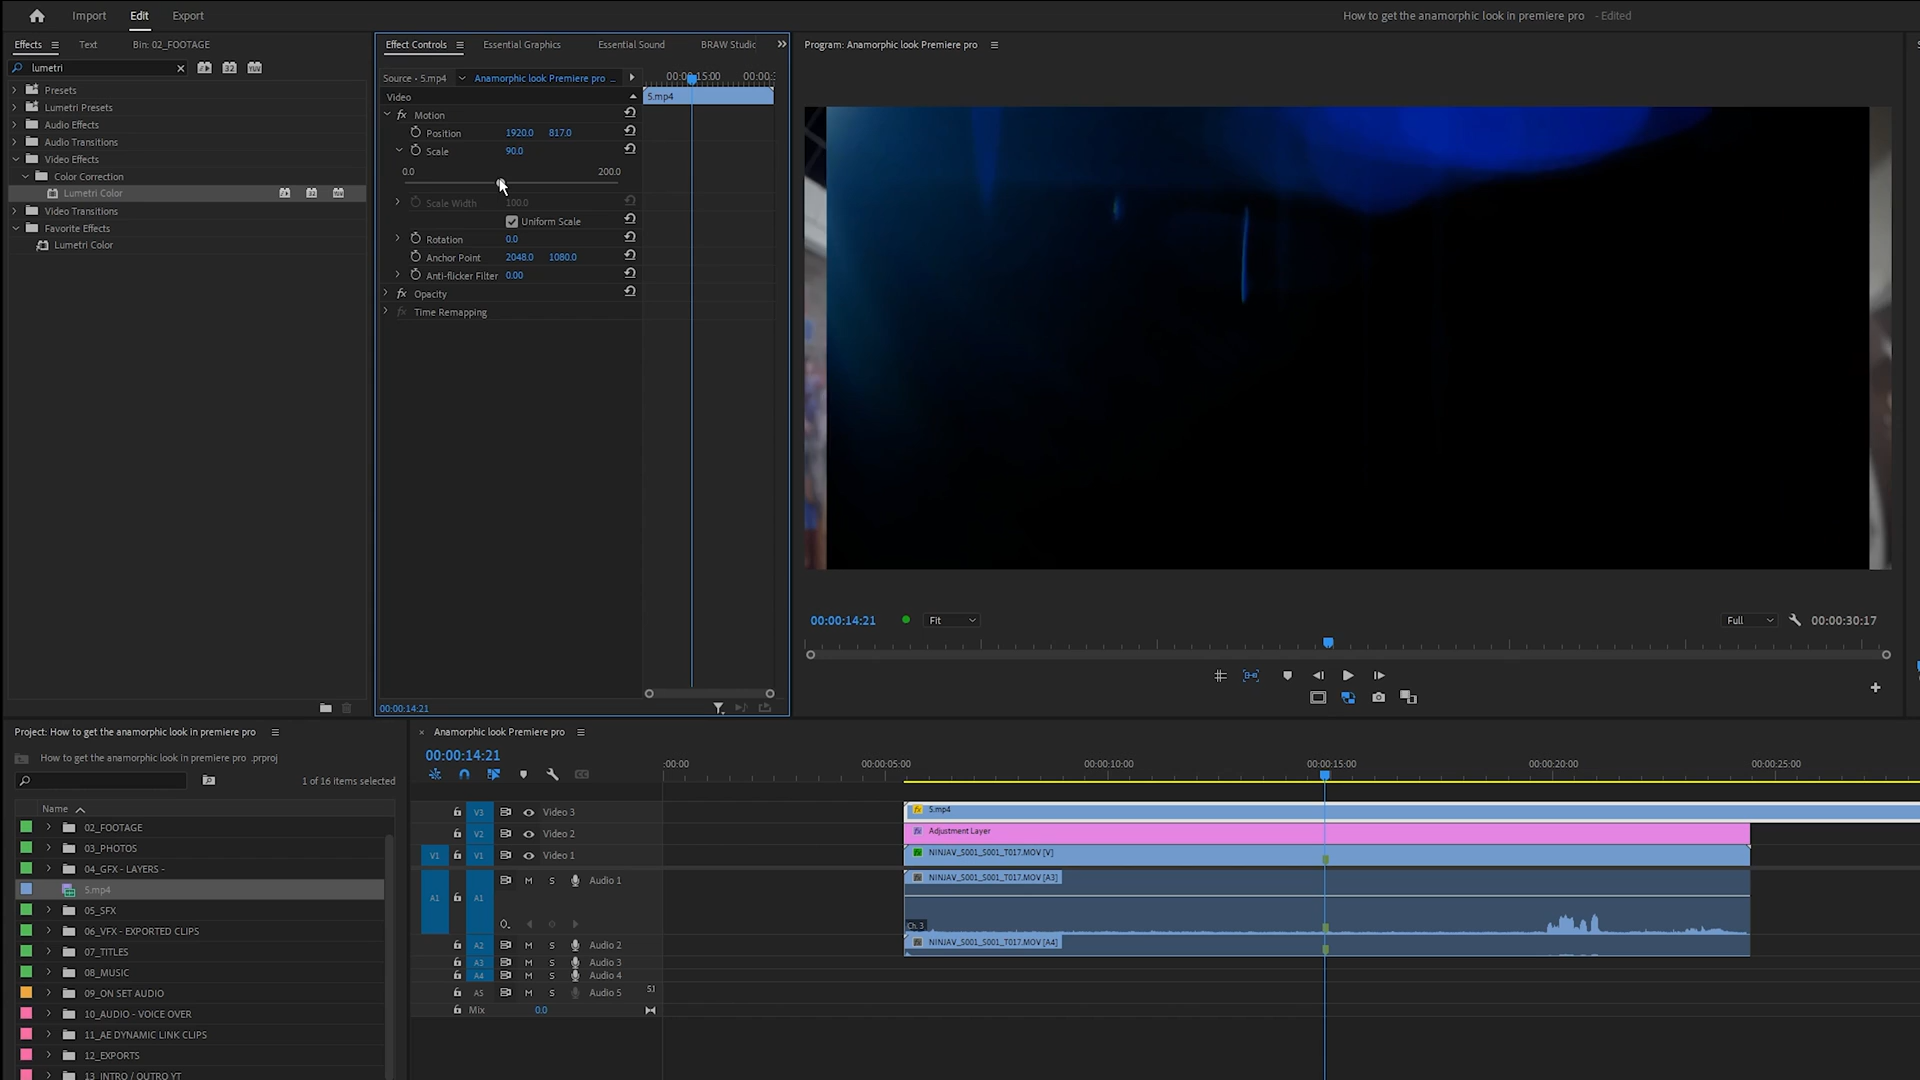 Import
Edit
Export
How to get the anamorphic look in premiere pro - Edited
Effects
Text
Bin: 02_FOOTAGE
lumetri
Presets
Lumetri Presets
Audio Effects
Audio Transitions
Video Effects
Color Correction
Lumetri Color
Video Transitions
Favorite Effects
Lumetri Color
Effect Controls
Essential Graphics
Essential Sound
BRAW Studio
Source • 5.mp4
Anamorphic look Premiere pro ...
00:00:15:00
00:00:
Video
5.mp4
fx Motion
Position 1920.0 817.0
Scale 90.0
0.0 200.0
Scale Width 100.0
Uniform Scale
Rotation 0.0
Anchor Point 2048.0 1080.0
Anti-flicker Filter 0.00
fx Opacity
fx Time Remapping
00:00:14:21
Program: Anamorphic look Premiere pro
00:00:14:21
Fit
Full
00:00:30:17
Project: How to get the anamorphic look in premiere pro
How to get the anamorphic look in premiere pro .prproj
1 of 16 items selected
Name
02_FOOTAGE
03_PHOTOS
04_GFX - LAYERS -
5.mp4
05_SFX
06_VFX - EXPORTED CLIPS
07_TITLES
08_MUSIC
09_ON SET AUDIO
10_AUDIO - VOICE OVER
11_AE DYNAMIC LINK CLIPS
12_EXPORTS
13_INTRO / OUTRO YT
× Anamorphic look Premiere pro
00:00:14:21
:00:00
00:00:05:00
00:00:10:00
00:00:15:00
00:00:20:00
00:00:25:00
V3 Video 3
V2 Video 2
V1 V1 Video 1
A1 A1 M S Audio 1
A2 M S Audio 2
A3 M S Audio 3
A4 M S Audio 4
A5 M S Audio 5 5.1
Mix 0.0
5.mp4
Adjustment Layer
NINJAV_S001_S001_T017.MOV [V]
NINJAV_S001_S001_T017.MOV [A3]
Ch. 3
NINJAV_S001_S001_T017.MOV [A4]